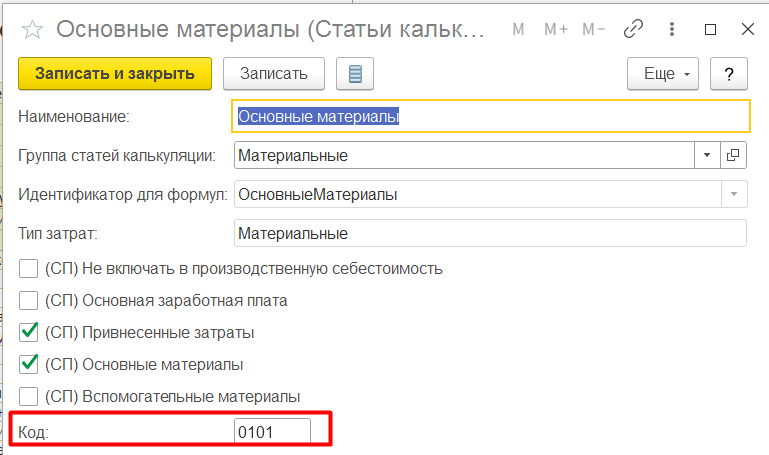 Основные материалы (Статьи кальк... M M+ M-
Записать и закрыть Записать Еще ?
Наименование: Основные материалы
Группа статей калькуляции: Материальные
Идентификатор для формул: ОсновныеМатериалы
Тип затрат: Материальные
(СП) Не включать в производственную себестоимость
(СП) Основная заработная плата
(СП) Привнесенные затраты
(СП) Основные материалы
(СП) Вспомогательные материалы
Код: 0101